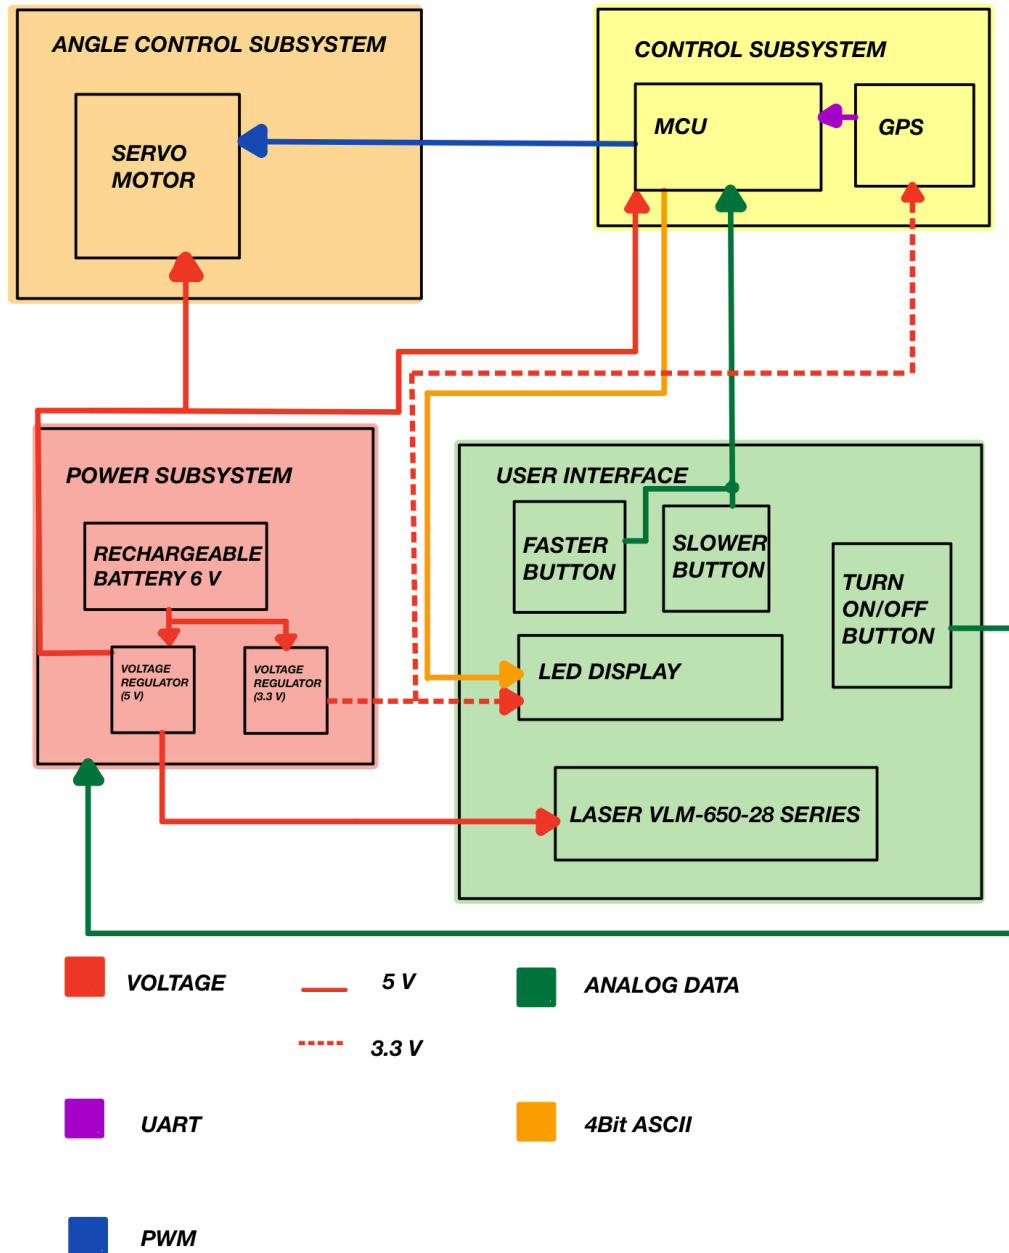 ANGLE CONTROL SUBSYSTEM
SERVO
MOTOR
CONTROL SUBSYSTEM
MCU
GPS
POWER SUBSYSTEM
RECHARGEABLE
BATTERY 6 V
VOLTAGE
REGULATOR
(5 V)
VOLTAGE
REGULATOR
(3.3 V)
USER INTERFACE
FASTER
BUTTON
SLOWER
BUTTON
TURN
ON/OFF
BUTTON
LED DISPLAY
LASER VLM-650-28 SERIES
VOLTAGE
5 V
3.3 V
ANALOG DATA
UART
4Bit ASCII
PWM